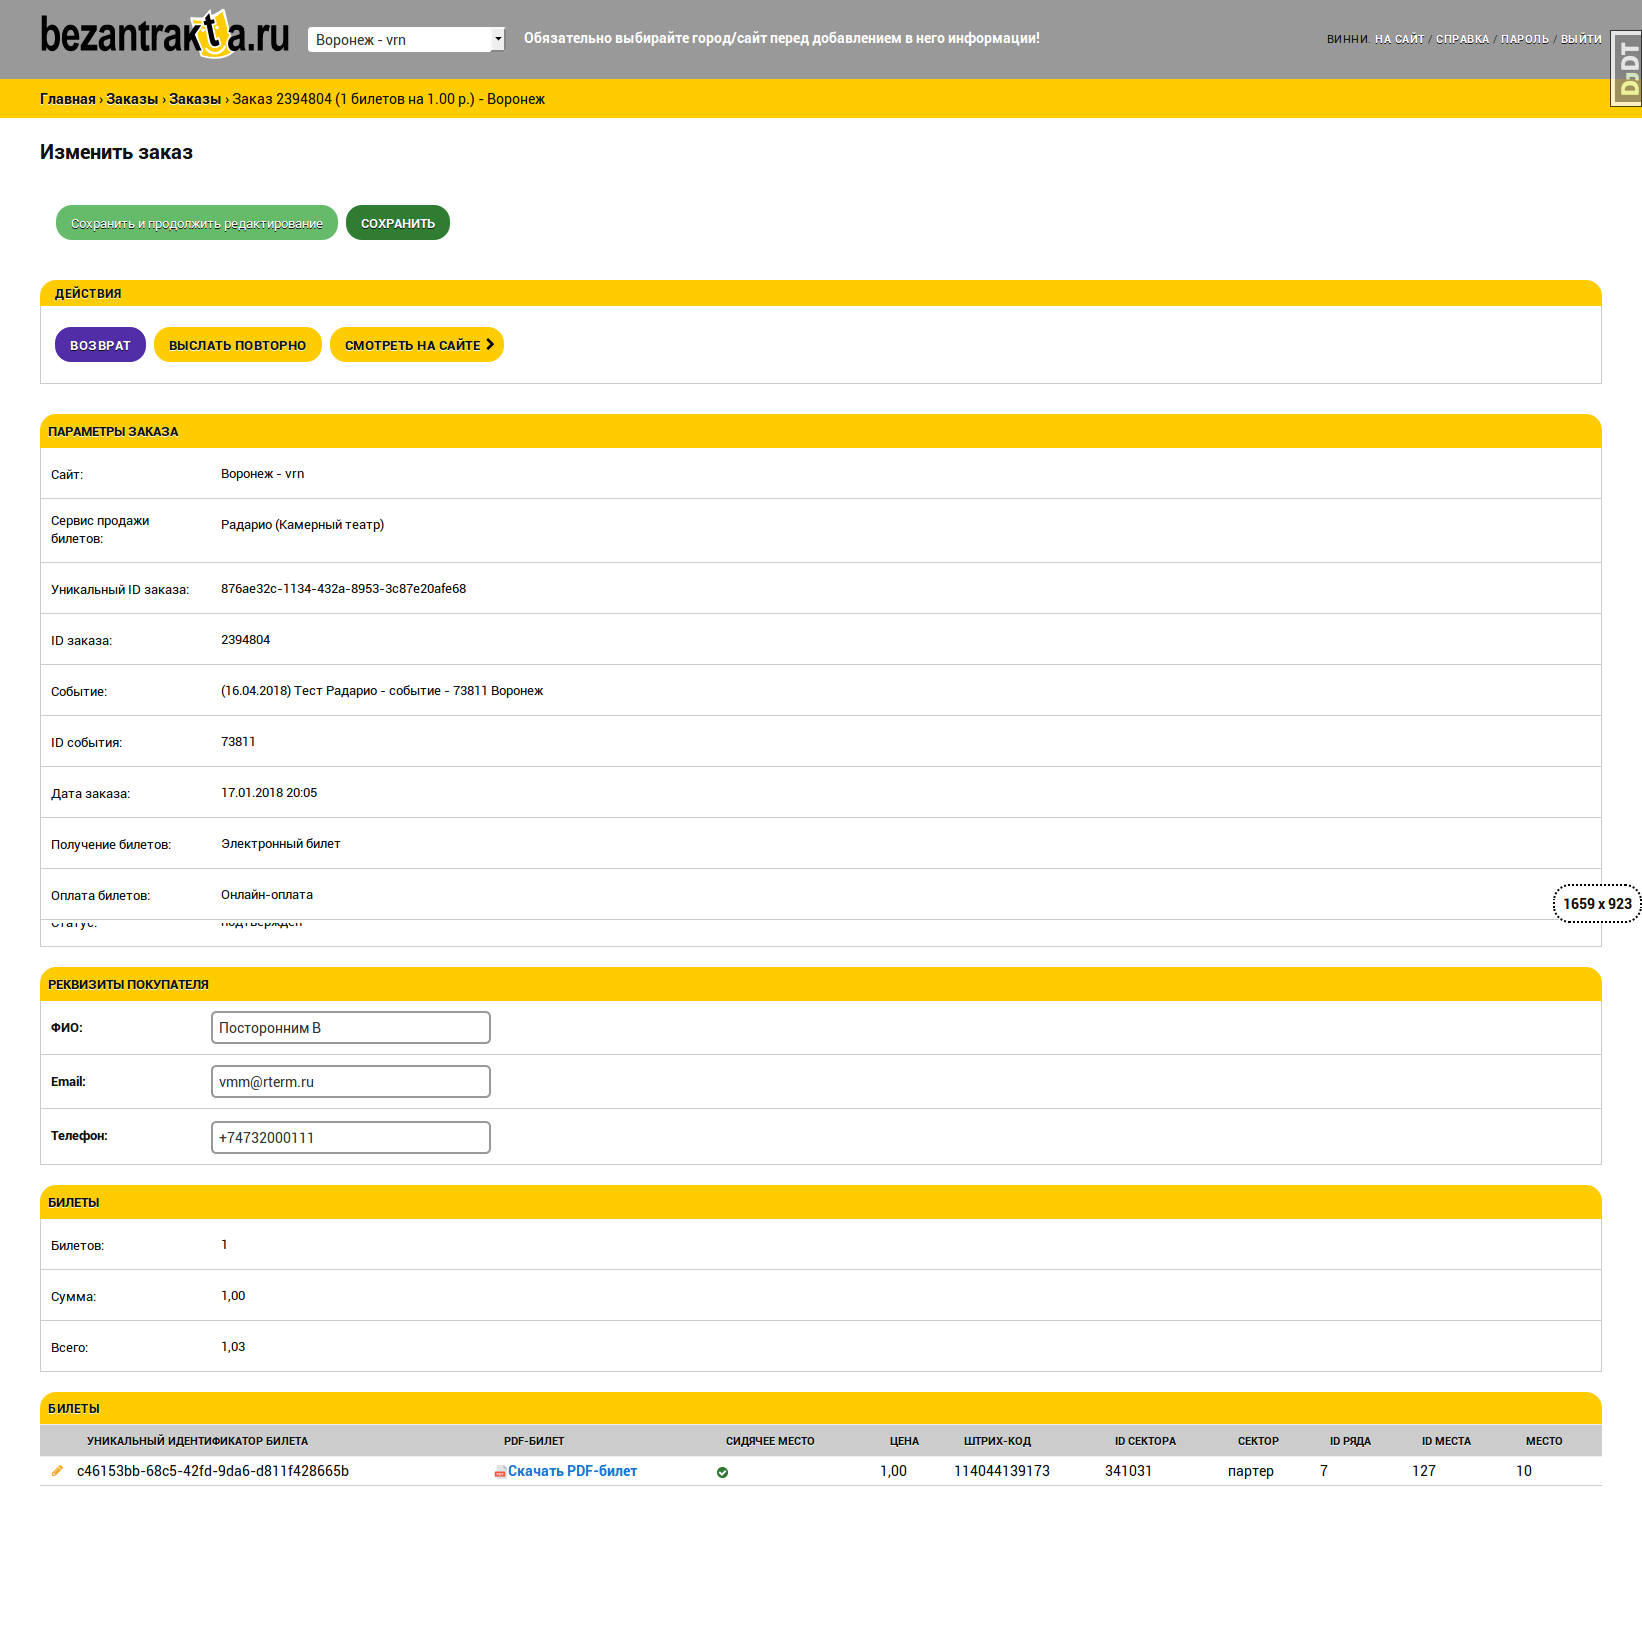 bezantrakta.ru
Воронеж - vrn
Обязательно выбирайте город/сайт перед добавлением в него информации!
ВИННИ. НА САЙТ / СПРАВКА / ПАРОЛЬ / ВЫЙТИ
DjDT
Главная › Заказы › Заказы › Заказ 2394804 (1 билетов на 1.00 р.) - Воронеж
Изменить заказ
Сохранить и продолжить редактирование
СОХРАНИТЬ
ДЕЙСТВИЯ
ВОЗВРАТ
ВЫСЛАТЬ ПОВТОРНО
СМОТРЕТЬ НА САЙТЕ
ПАРАМЕТРЫ ЗАКАЗА
Сайт: Воронеж - vrn
Сервис продажи
билетов: Радарио (Камерный театр)
Уникальный ID заказа: 876ae32c-1134-432a-8953-3c87e20afe68
ID заказа: 2394804
Событие: (16.04.2018) Тест Радарио - событие - 73811 Воронеж
ID события: 73811
Дата заказа: 17.01.2018 20:05
Получение билетов: Электронный билет
Оплата билетов: Онлайн-оплата
1659 x 923
Статус: подтверждён
РЕКВИЗИТЫ ПОКУПАТЕЛЯ
ФИО: Посторонним В
Email: vmm@rterm.ru
Телефон: +74732000111
БИЛЕТЫ
Билетов: 1
Сумма: 1,00
Всего: 1,03
БИЛЕТЫ
УНИКАЛЬНЫЙ ИДЕНТИФИКАТОР БИЛЕТА PDF-БИЛЕТ СИДЯЧЕЕ МЕСТО ЦЕНА ШТРИХ-КОД ID СЕКТОРА СЕКТОР ID РЯДА ID МЕСТА МЕСТО
c46153bb-68c5-42fd-9da6-d811f428665b Скачать PDF-билет 1,00 114044139173 341031 партер 7 127 10